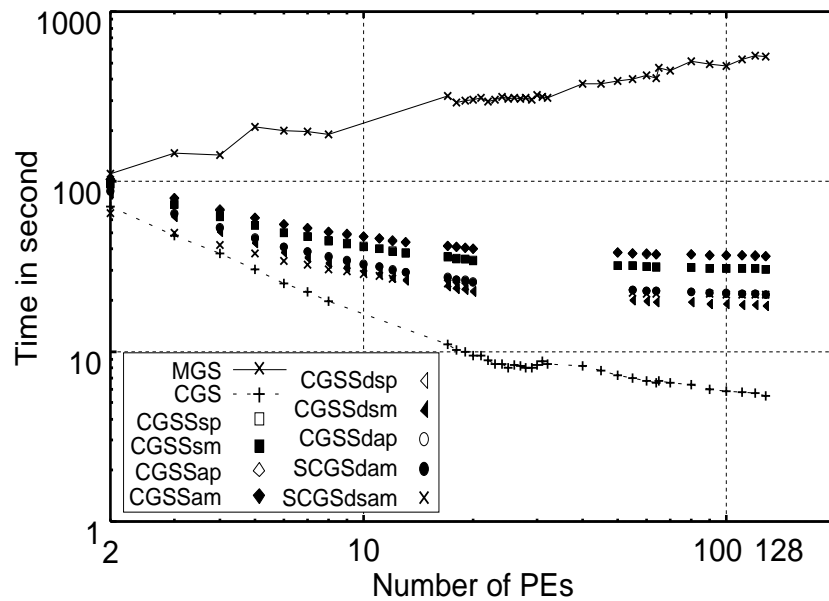 1000
100
10
1
Time in second
2
10
100 128
Number of PEs
MGS
CGS
CGSSsp
CGSSsm
CGSSap
CGSSam
CGSSdsp
CGSSdsm
CGSSdap
SCGSdam
SCGSdsam